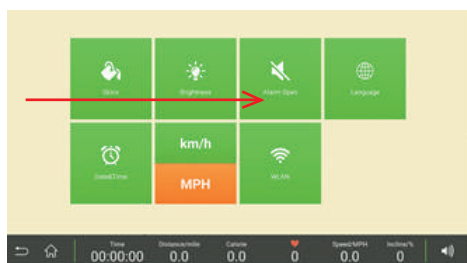 Skins
Brightness
Alarm Open
Language
Date&Time
km/h
MPH
WLAN
Time
Distance/mile
Calorie
Speed/MPH
Incline/%
00:00:00
0.0
0.0
0
0.0
0